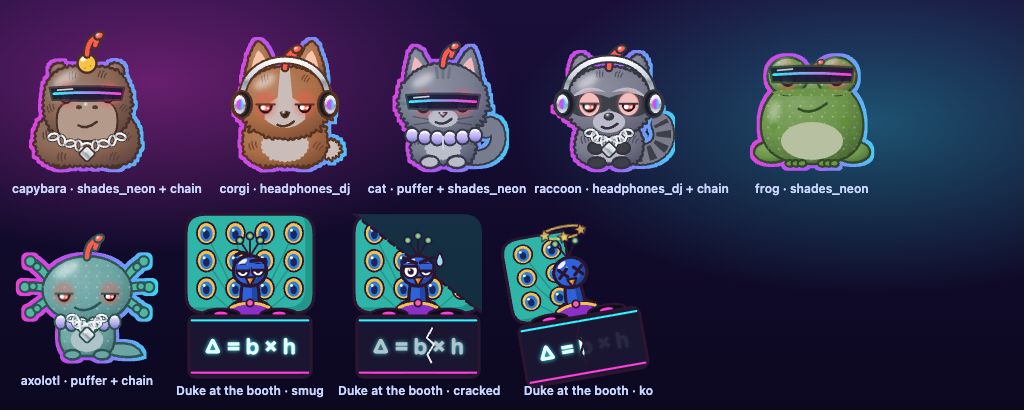 capybara · shades_neon + chain
corgi · headphones_dj
cat · puffer + shades_neon
raccoon · headphones_dj + chain
frog · shades_neon
Δ = b × h
Δ = b × h
Δ = b × h
axolotl · puffer + chain
Duke at the booth · smug
Duke at the booth · cracked
Duke at the booth · ko